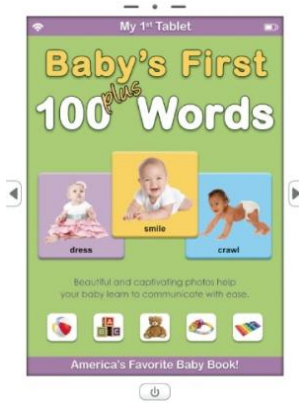 My 1st Tablet
Baby's First
100 plus Words
dress
smile
crawl
Beautiful and captivating photos help
your baby learn to communicate with ease.
America's Favorite Baby Book!